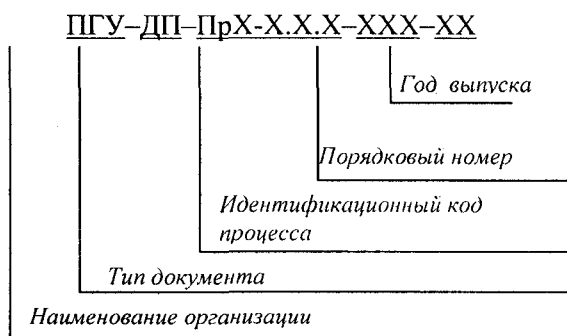 ПГУ–ДП–ПрХ-Х.Х.Х–ХХХ–ХХ
Год выпуска
Порядковый номер
Идентификационный код
процесса
Тип документа
Наименование организации